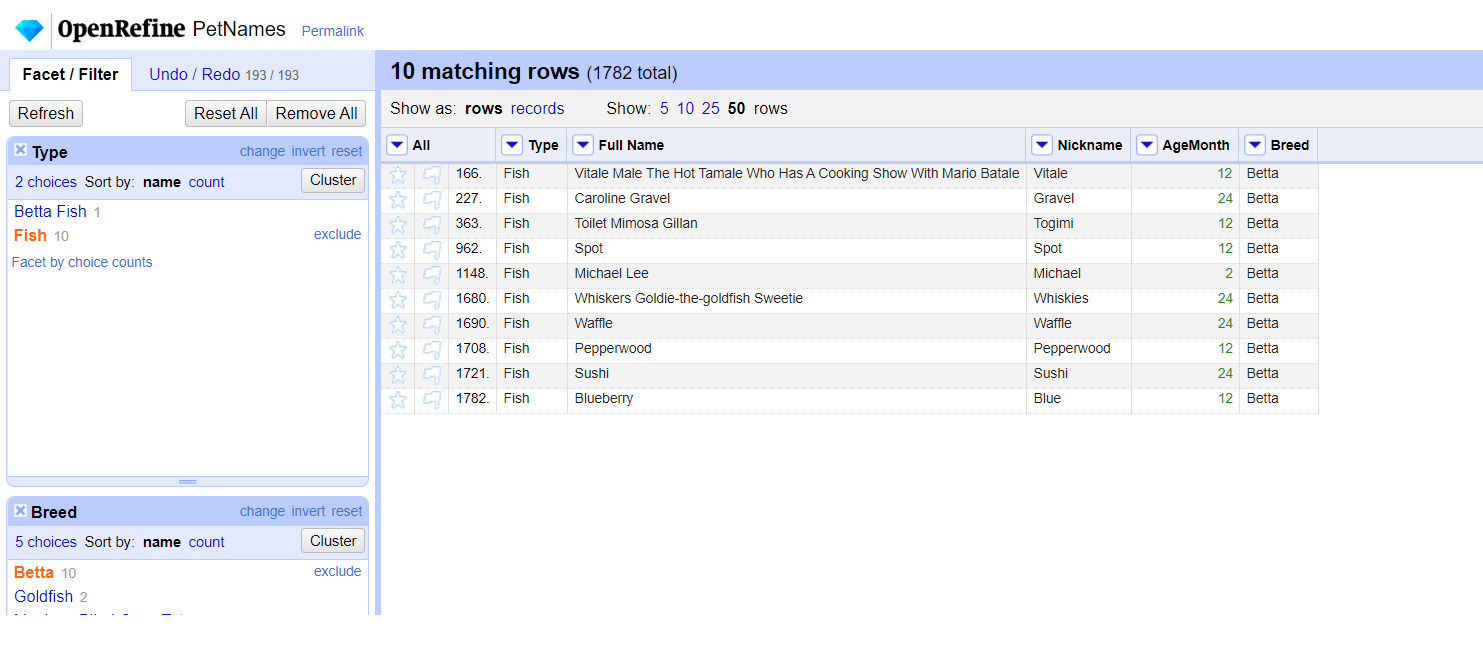 OpenRefine PetNames Permalink
Facet / Filter Undo / Redo 193 / 193
Refresh Reset All Remove All
Type change invert reset
2 choices Sort by: name count Cluster
Betta Fish 1
Fish 10 exclude
Facet by choice counts
Breed change invert reset
5 choices Sort by: name count Cluster
Betta 10 exclude
Goldfish 2
10 matching rows (1782 total)
Show as: rows records Show: 5 10 25 50 rows
All Type Full Name Nickname AgeMonth Breed
166. Fish Vitale Male The Hot Tamale Who Has A Cooking Show With Mario Batale Vitale 12 Betta
227. Fish Caroline Gravel Gravel 24 Betta
363. Fish Toilet Mimosa Gillan Togimi 12 Betta
962. Fish Spot Spot 12 Betta
1148. Fish Michael Lee Michael 2 Betta
1680. Fish Whiskers Goldie-the-goldfish Sweetie Whiskies 24 Betta
1690. Fish Waffle Waffle 24 Betta
1708. Fish Pepperwood Pepperwood 12 Betta
1721. Fish Sushi Sushi 24 Betta
1782. Fish Blueberry Blue 12 Betta